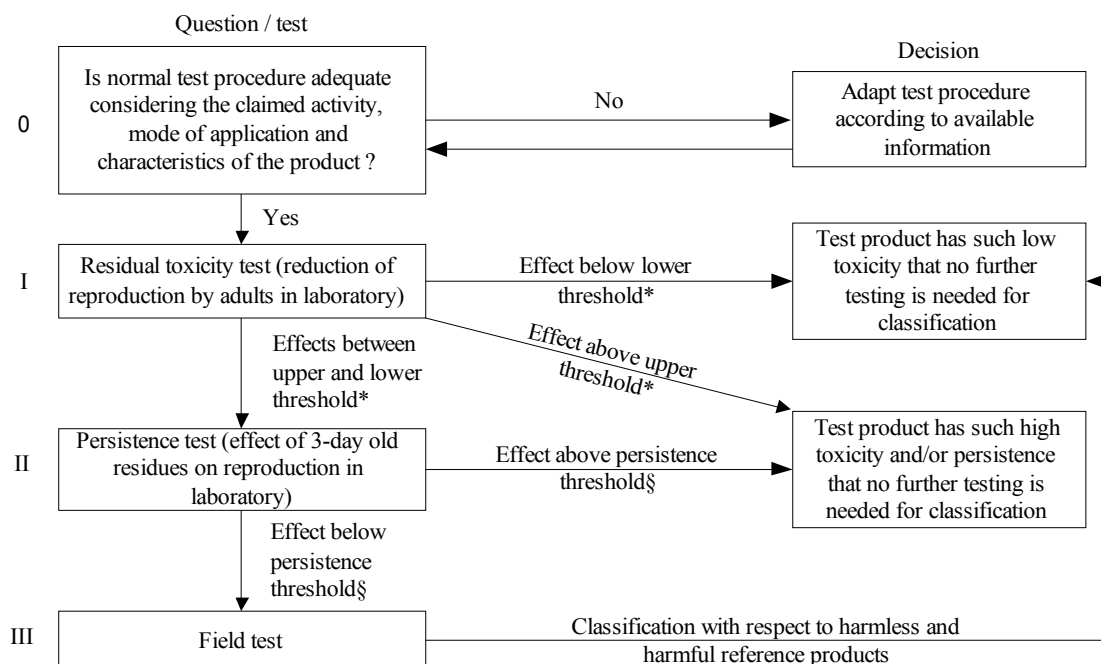 Question / test
Decision
0
Is normal test procedure adequate
considering the claimed activity,
mode of application and
characteristics of the product ?
No
Adapt test procedure
according to available
information
Yes
I
Residual toxicity test (reduction of
reproduction by adults in laboratory)
Effect below lower
threshold*
Test product has such low
toxicity that no further
testing is needed for
classification
Effects between
upper and lower
threshold*
Effect above upper
threshold*
II
Persistence test (effect of 3-day old
residues on reproduction in
laboratory)
Effect above persistence
threshold§
Test product has such high
toxicity and/or persistence
that no further testing is
needed for classification
Effect below
persistence
threshold§
III
Field test
Classification with respect to harmless and
harmful reference products